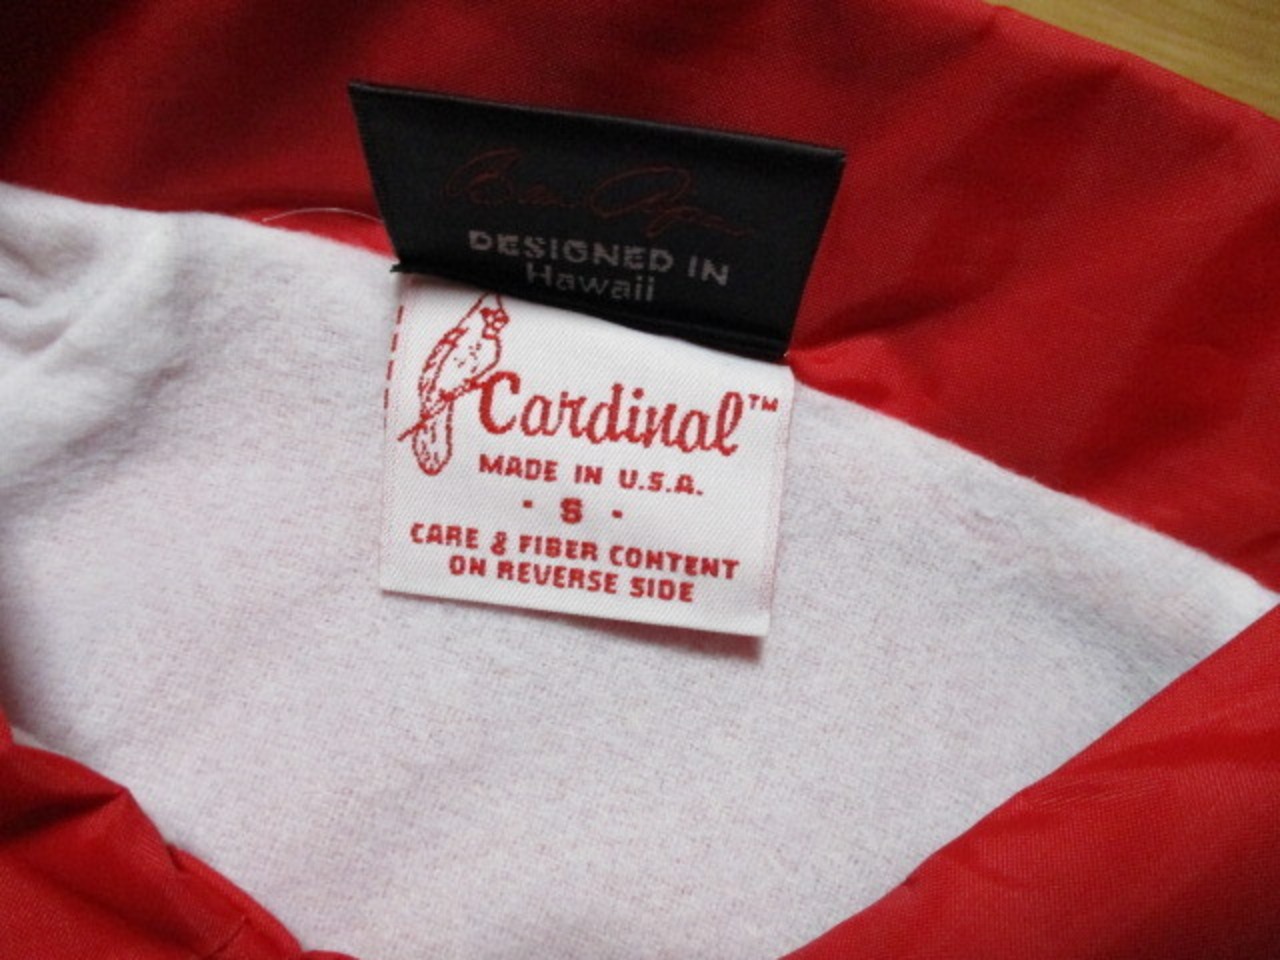 DESIGNED IN
Hawaii
Cardinal™
MADE IN U.S.A.
- S -
CARE & FIBER CONTENT
ON REVERSE SIDE